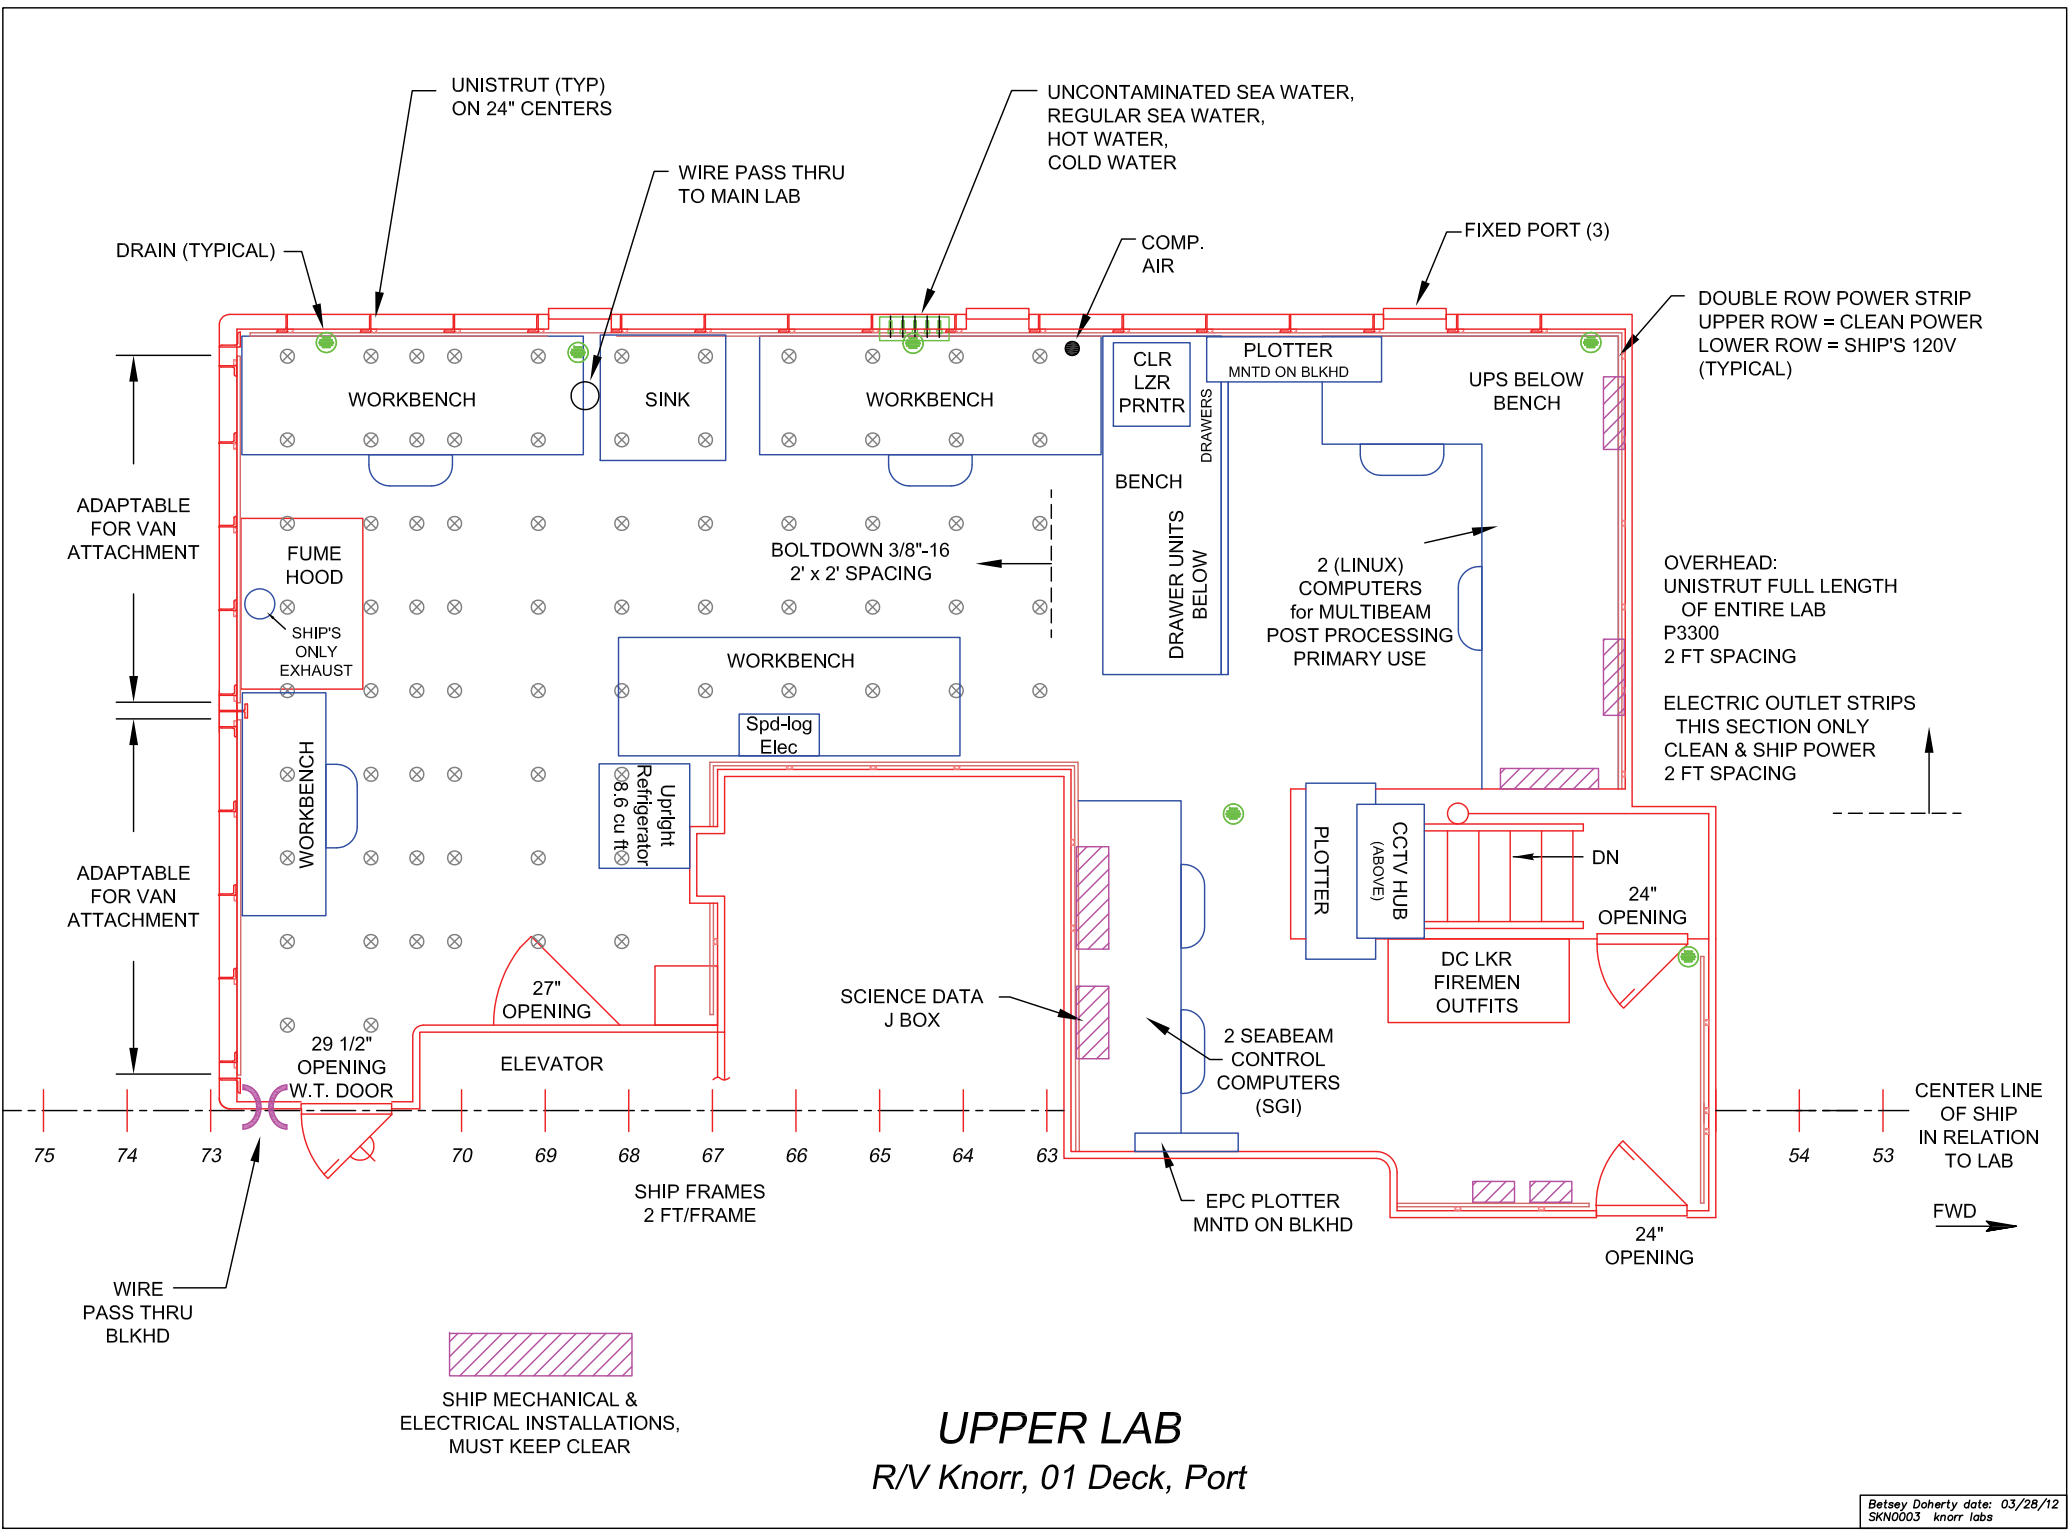 UNISTRUT (TYP)
ON 24" CENTERS
UNCONTAMINATED SEA WATER,
REGULAR SEA WATER,
HOT WATER,
COLD WATER
WIRE PASS THRU
TO MAIN LAB
DRAIN (TYPICAL)
COMP.
AIR
FIXED PORT (3)
DOUBLE ROW POWER STRIP
UPPER ROW = CLEAN POWER
LOWER ROW = SHIP'S 120V
(TYPICAL)
WORKBENCH
SINK
WORKBENCH
CLR
LZR
PRNTR
DRAWERS
PLOTTER
MNTD ON BLKHD
UPS BELOW
BENCH
BENCH
DRAWER UNITS
BELOW
ADAPTABLE
FOR VAN
ATTACHMENT
FUME
HOOD
SHIP'S
ONLY
EXHAUST
BOLTDOWN 3/8"-16
2' x 2' SPACING
2 (LINUX)
COMPUTERS
for MULTIBEAM
POST PROCESSING
PRIMARY USE
OVERHEAD:
UNISTRUT FULL LENGTH
OF ENTIRE LAB
P3300
2 FT SPACING
ELECTRIC OUTLET STRIPS
THIS SECTION ONLY
CLEAN & SHIP POWER
2 FT SPACING
WORKBENCH
Spd-log
Elec
WORKBENCH
Upright
Refrigerator
8.6 cu ft
PLOTTER
CCTV HUB
(ABOVE)
DN
24"
OPENING
ADAPTABLE
FOR VAN
ATTACHMENT
27"
OPENING
SCIENCE DATA
J BOX
DC LKR
FIREMEN
OUTFITS
29 1/2"
OPENING
W.T. DOOR
ELEVATOR
2 SEABEAM
CONTROL
COMPUTERS
(SGI)
CENTER LINE
OF SHIP
IN RELATION
TO LAB
75 74 73 70 69 68 67 66 65 64 63 54 53
SHIP FRAMES
2 FT/FRAME
EPC PLOTTER
MNTD ON BLKHD
FWD
24"
OPENING
WIRE
PASS THRU
BLKHD
SHIP MECHANICAL &
ELECTRICAL INSTALLATIONS,
MUST KEEP CLEAR
UPPER LAB
R/V Knorr, 01 Deck, Port
Betsey Doherty date: 03/28/12
SKN0003 knorr labs